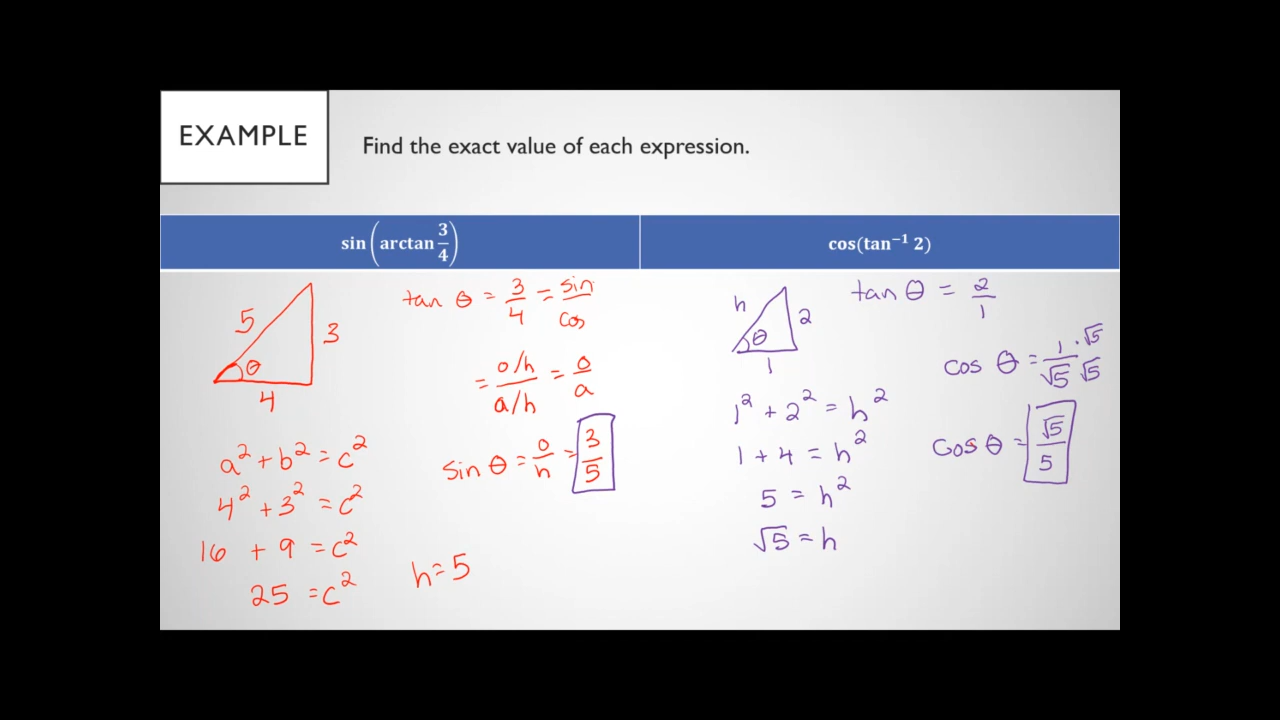 EXAMPLE
Find the exact value of each expression.
sin(arctan 3/4)
5
3
θ
4
a² + b² = c²
4² + 3² = c²
16 + 9 = c²
25 = c²
tan θ = 3/4 = sin/cos
= o/h / a/h = o/a
sin θ = o/h = 3/5
h = 5
cos(tan⁻¹ 2)
h
2
θ
1
1² + 2² = h²
1 + 4 = h²
5 = h²
√5 = h
tan θ = 2/1
cos θ = 1/√5 · √5/√5
cos θ = √5/5